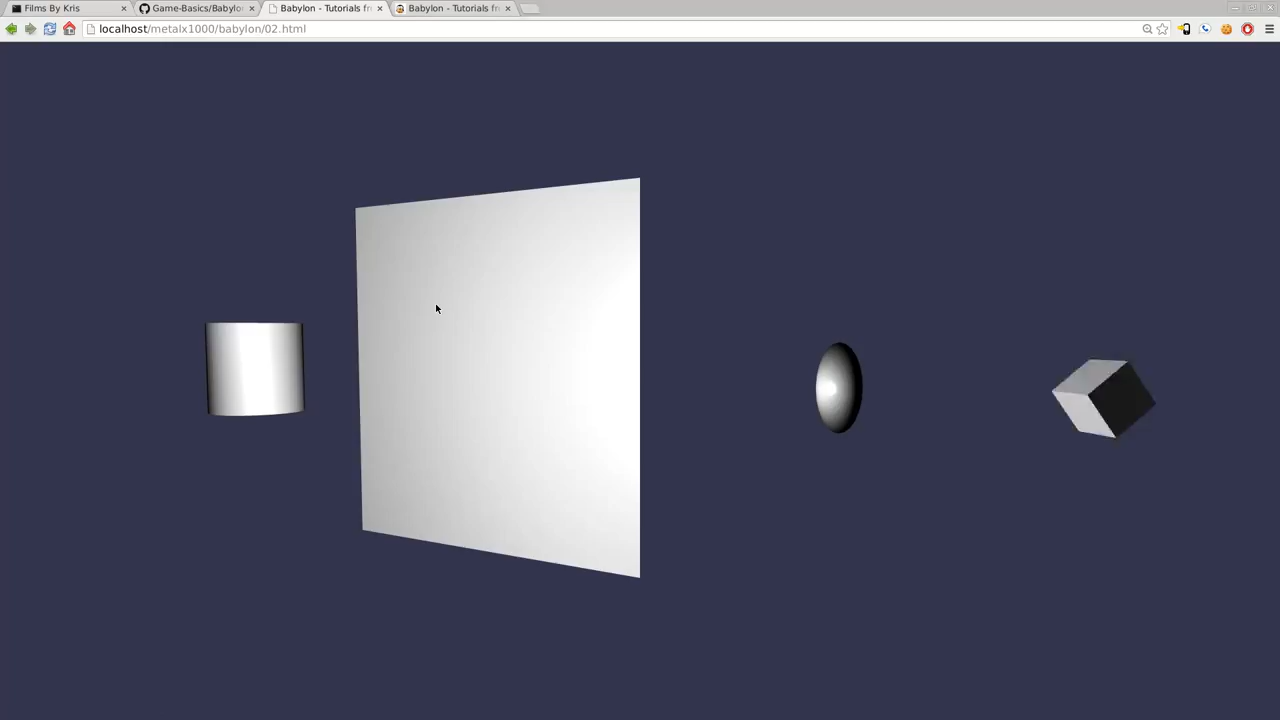 Films By Kris
Game-Basics/Babylo
Babylon - Tutorials fr
Babylon - Tutorials fr
localhost/metalx1000/babylon/02.html